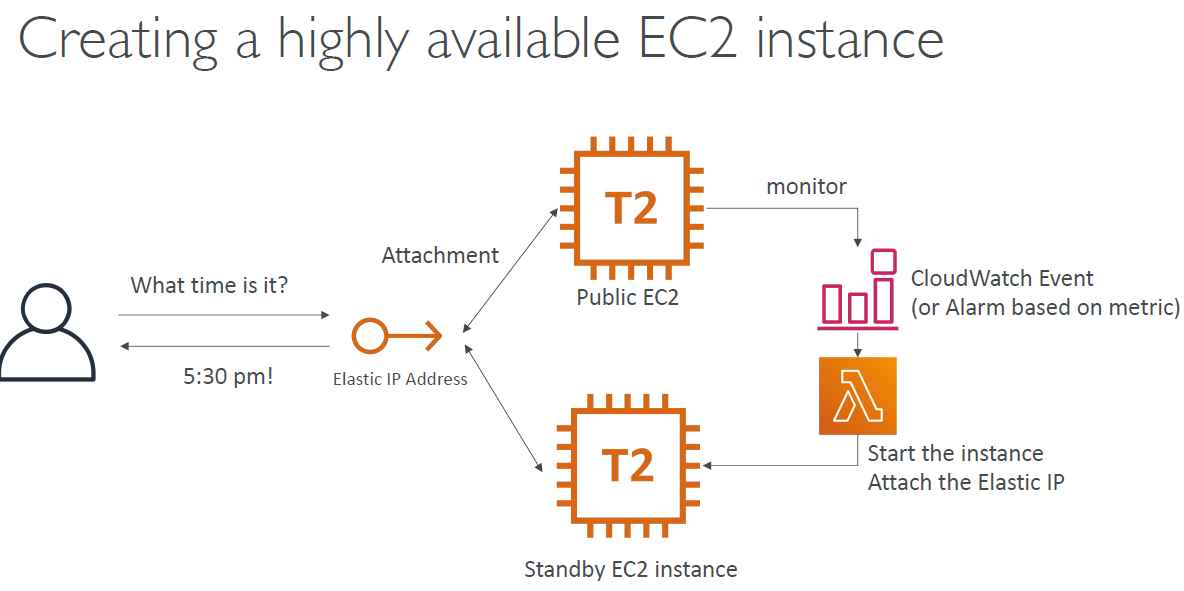 Creating a highly available EC2 instance
What time is it?
5:30 pm!
Elastic IP Address
Attachment
T2
Public EC2
monitor
CloudWatch Event
(or Alarm based on metric)
Start the instance
Attach the Elastic IP
T2
Standby EC2 instance